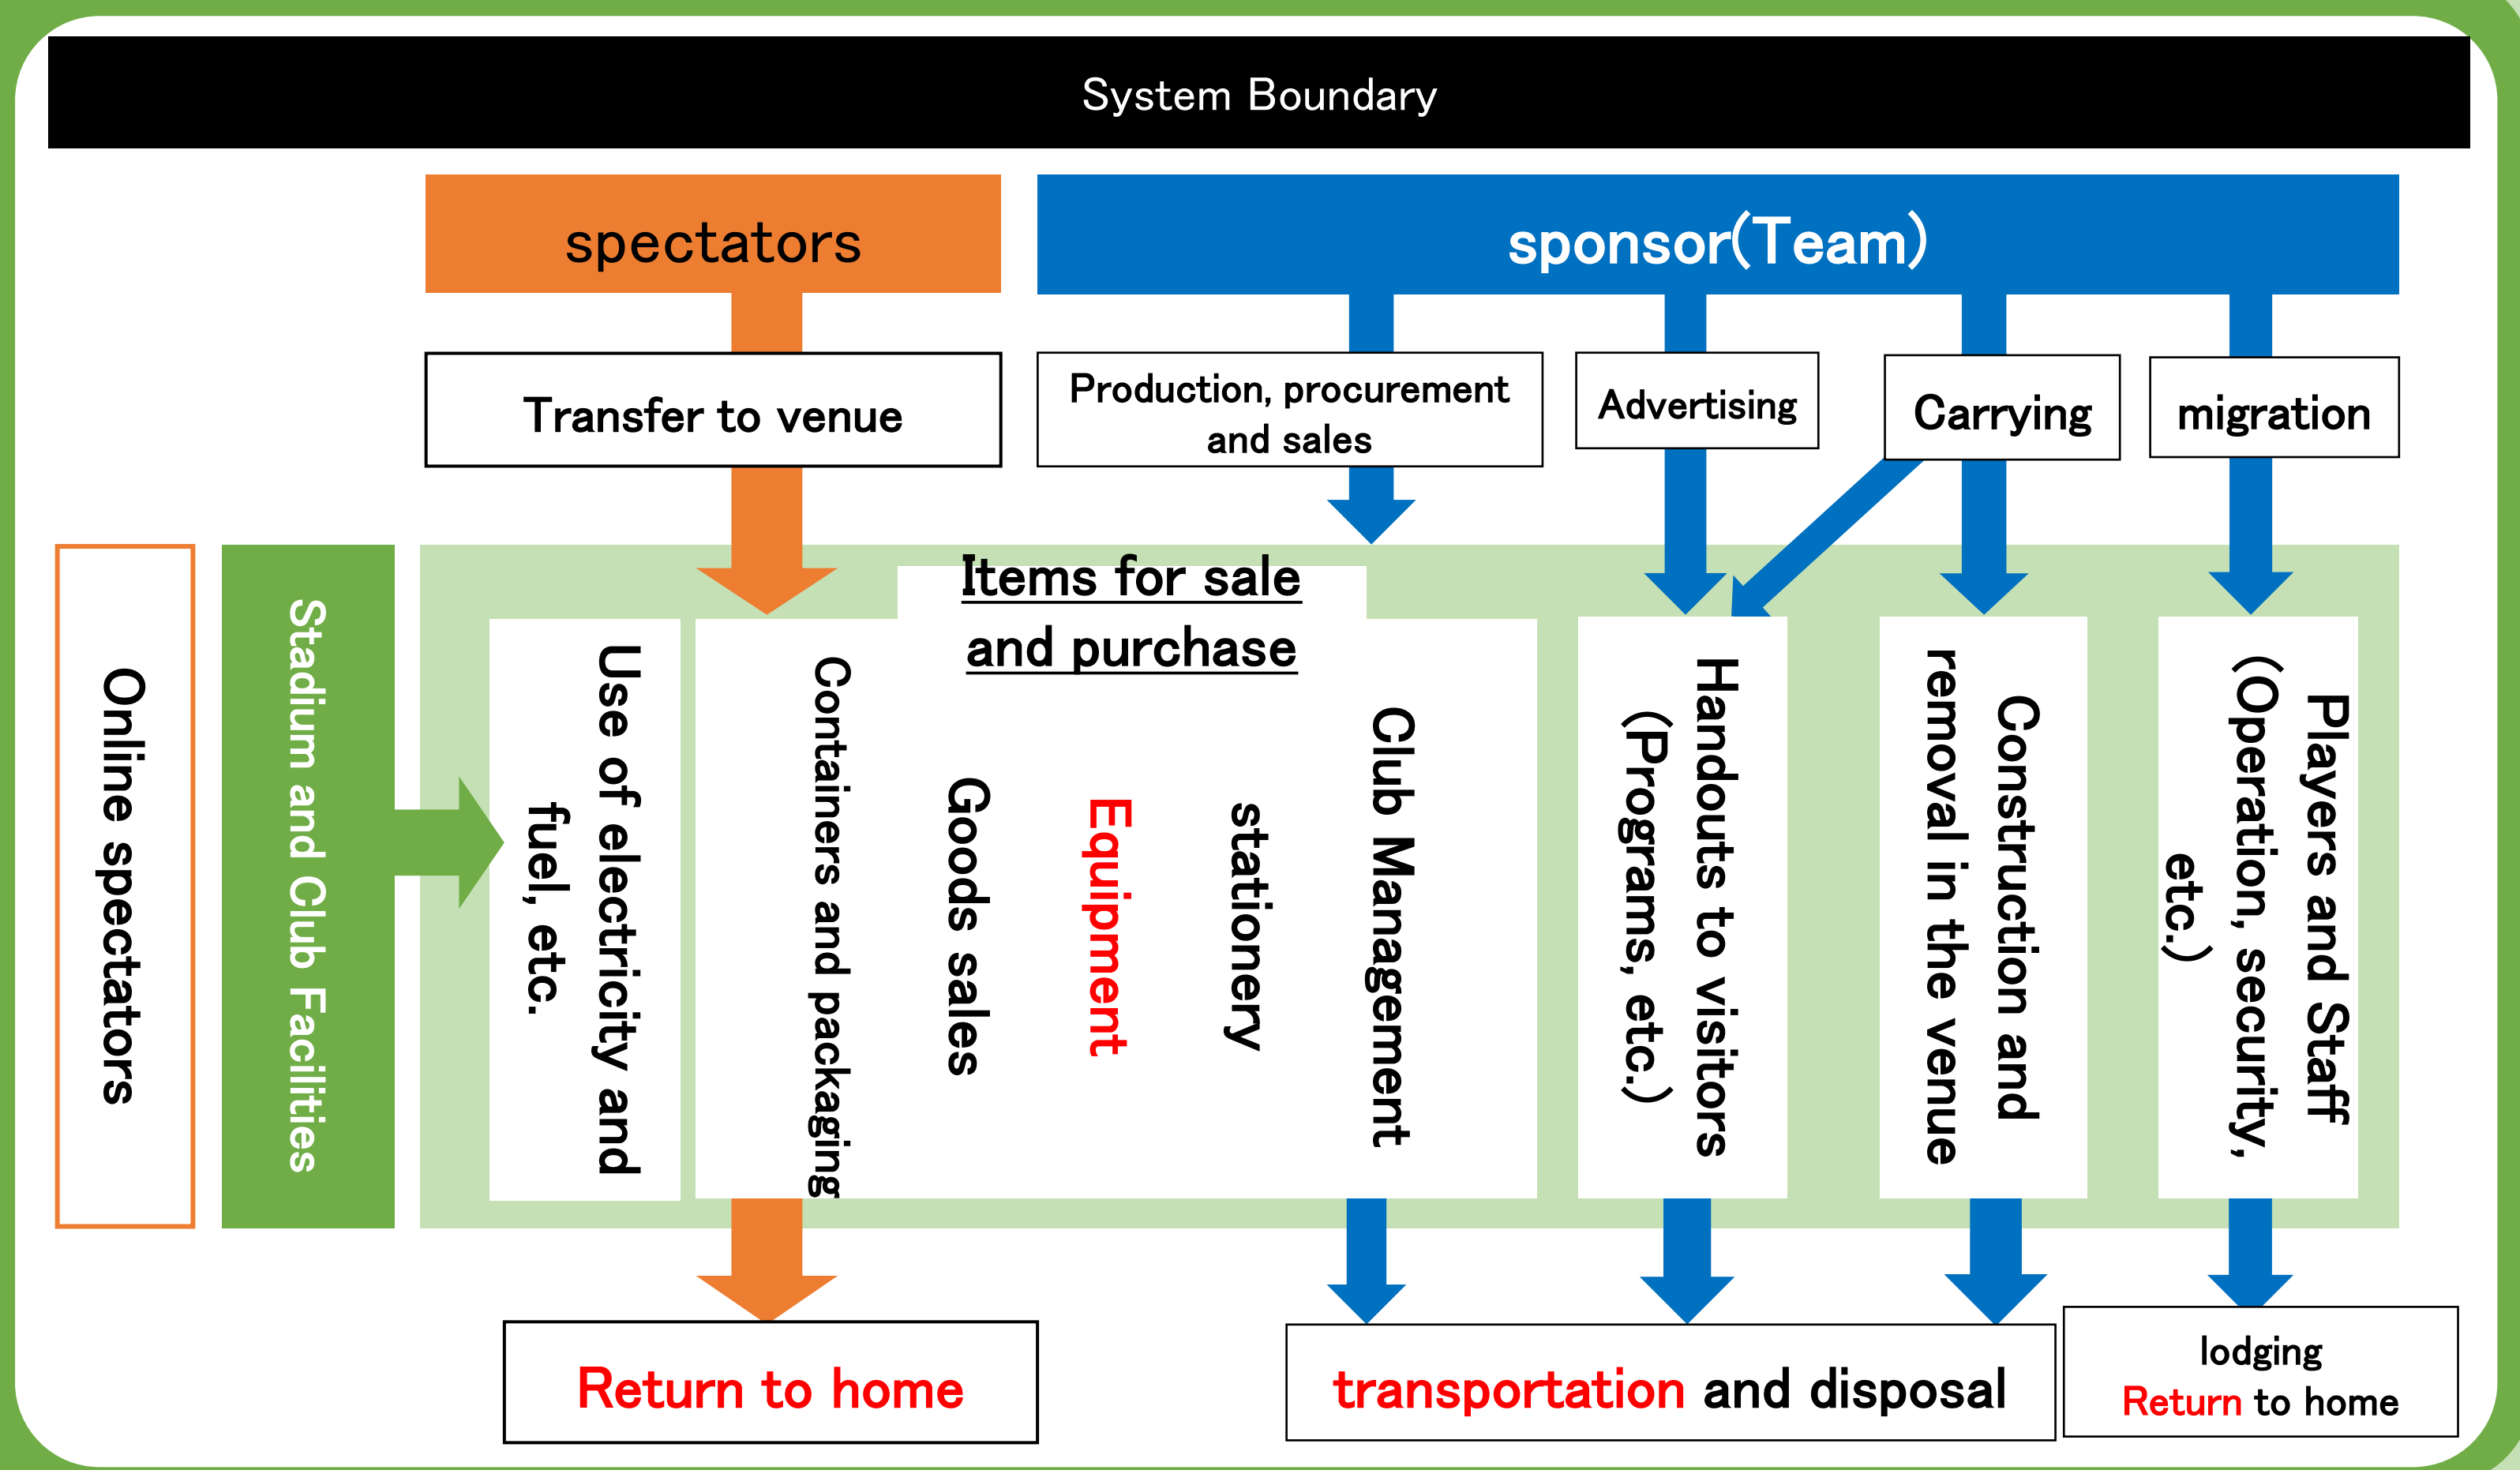 System Boundary
spectators
sponsor(Team)
Transfer to venue
Production, procurement
and sales
Advertising
Carrying
migration
Online spectators
Stadium and Club Facilities
Use of electricity and
fuel, etc.
Items for sale
and purchase
Containers and packaging
Goods sales
Equipment
stationery
Club Management
Handouts to visitors
(Programs, etc.)
Construction and
removal in the venue
Players and Staff
(Operation, security,
etc.)
Return to home
transportation and disposal
lodging
Return to home